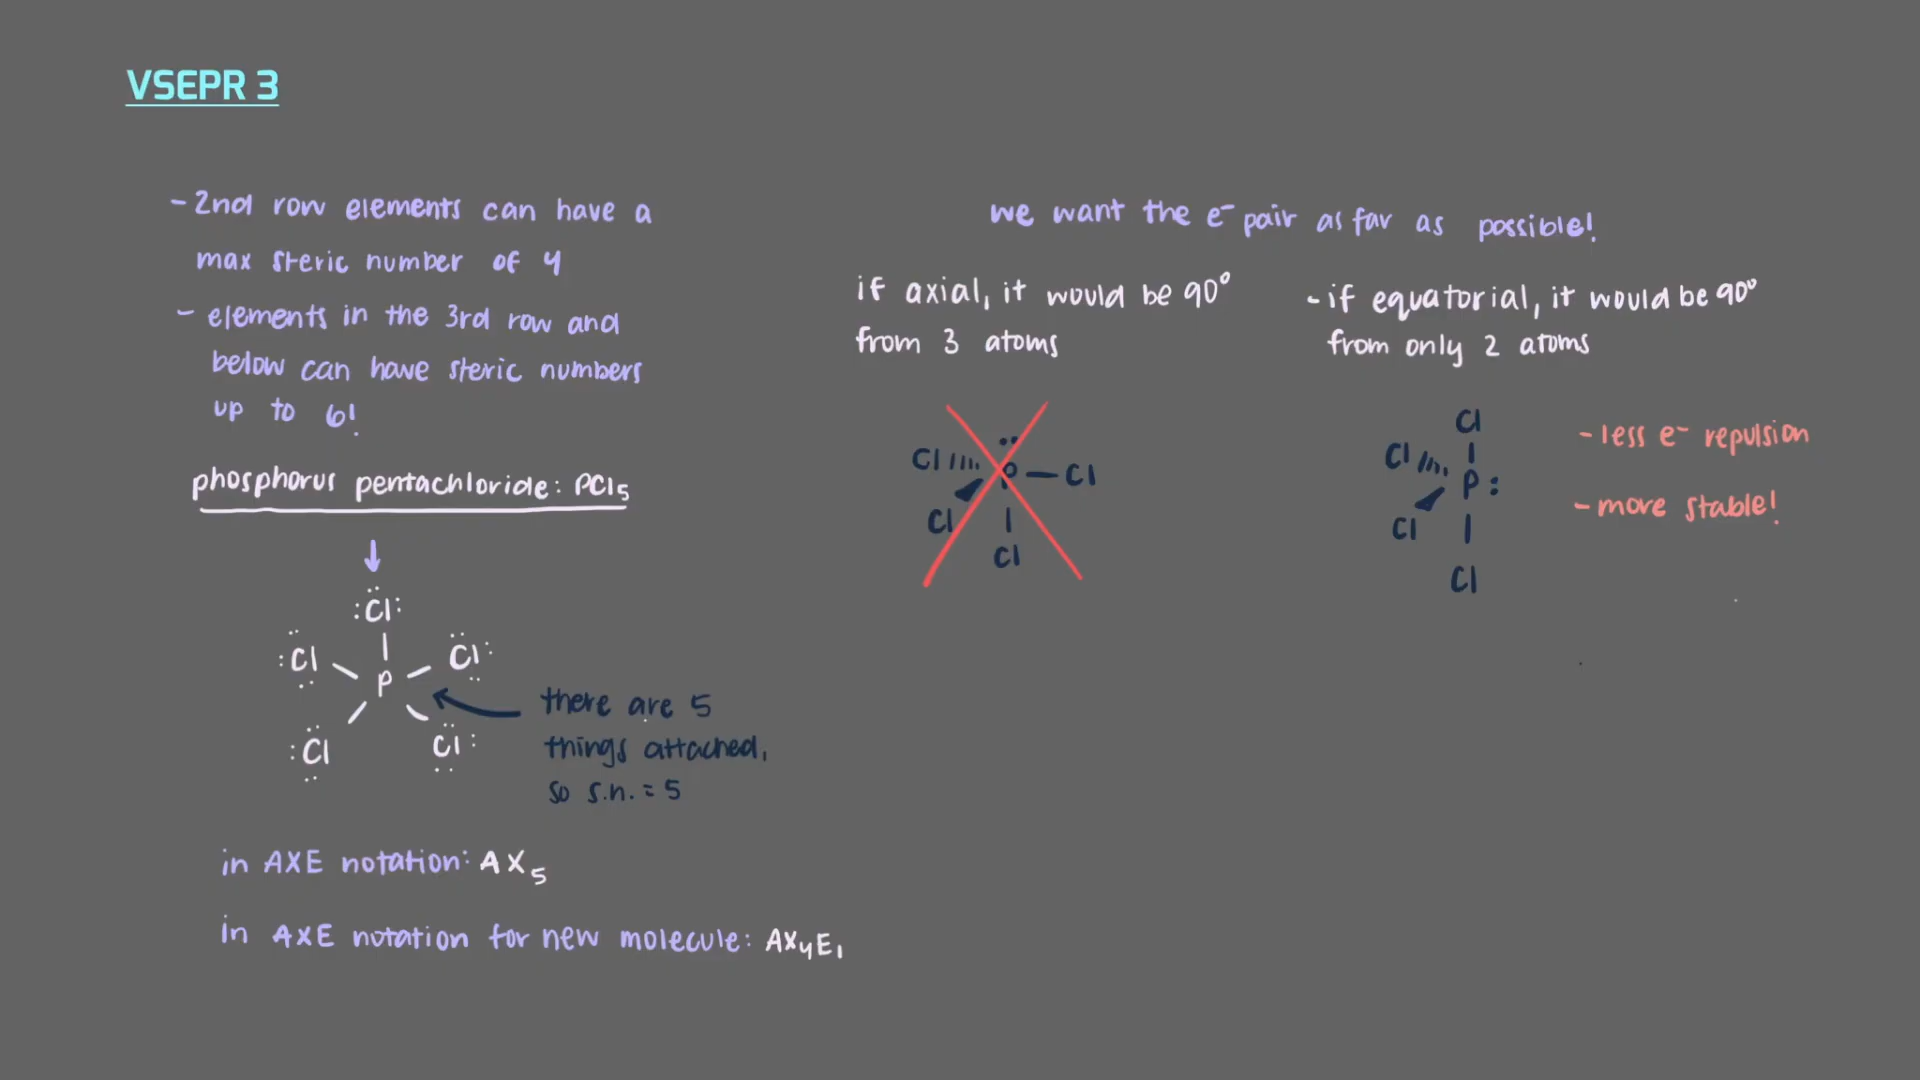 VSEPR 3
- 2nd row elements can have a
max steric number of 4
- elements in the 3rd row and
below can have steric numbers
up to 6!
phosphorus pentachloride: PCl₅
:Cl:
:Cl
Cl:
P
:Cl
Cl:
there are 5
things attached,
so s.n. = 5
in AXE notation: AX₅
in AXE notation for new molecule: AX₄E₁
we want the e⁻ pair as far as possible!
if axial, it would be 90°
from 3 atoms
Cl P Cl
Cl
Cl
- if equatorial, it would be 90°
from only 2 atoms
Cl
Cl
P:
Cl
Cl
- less e⁻ repulsion
- more stable!